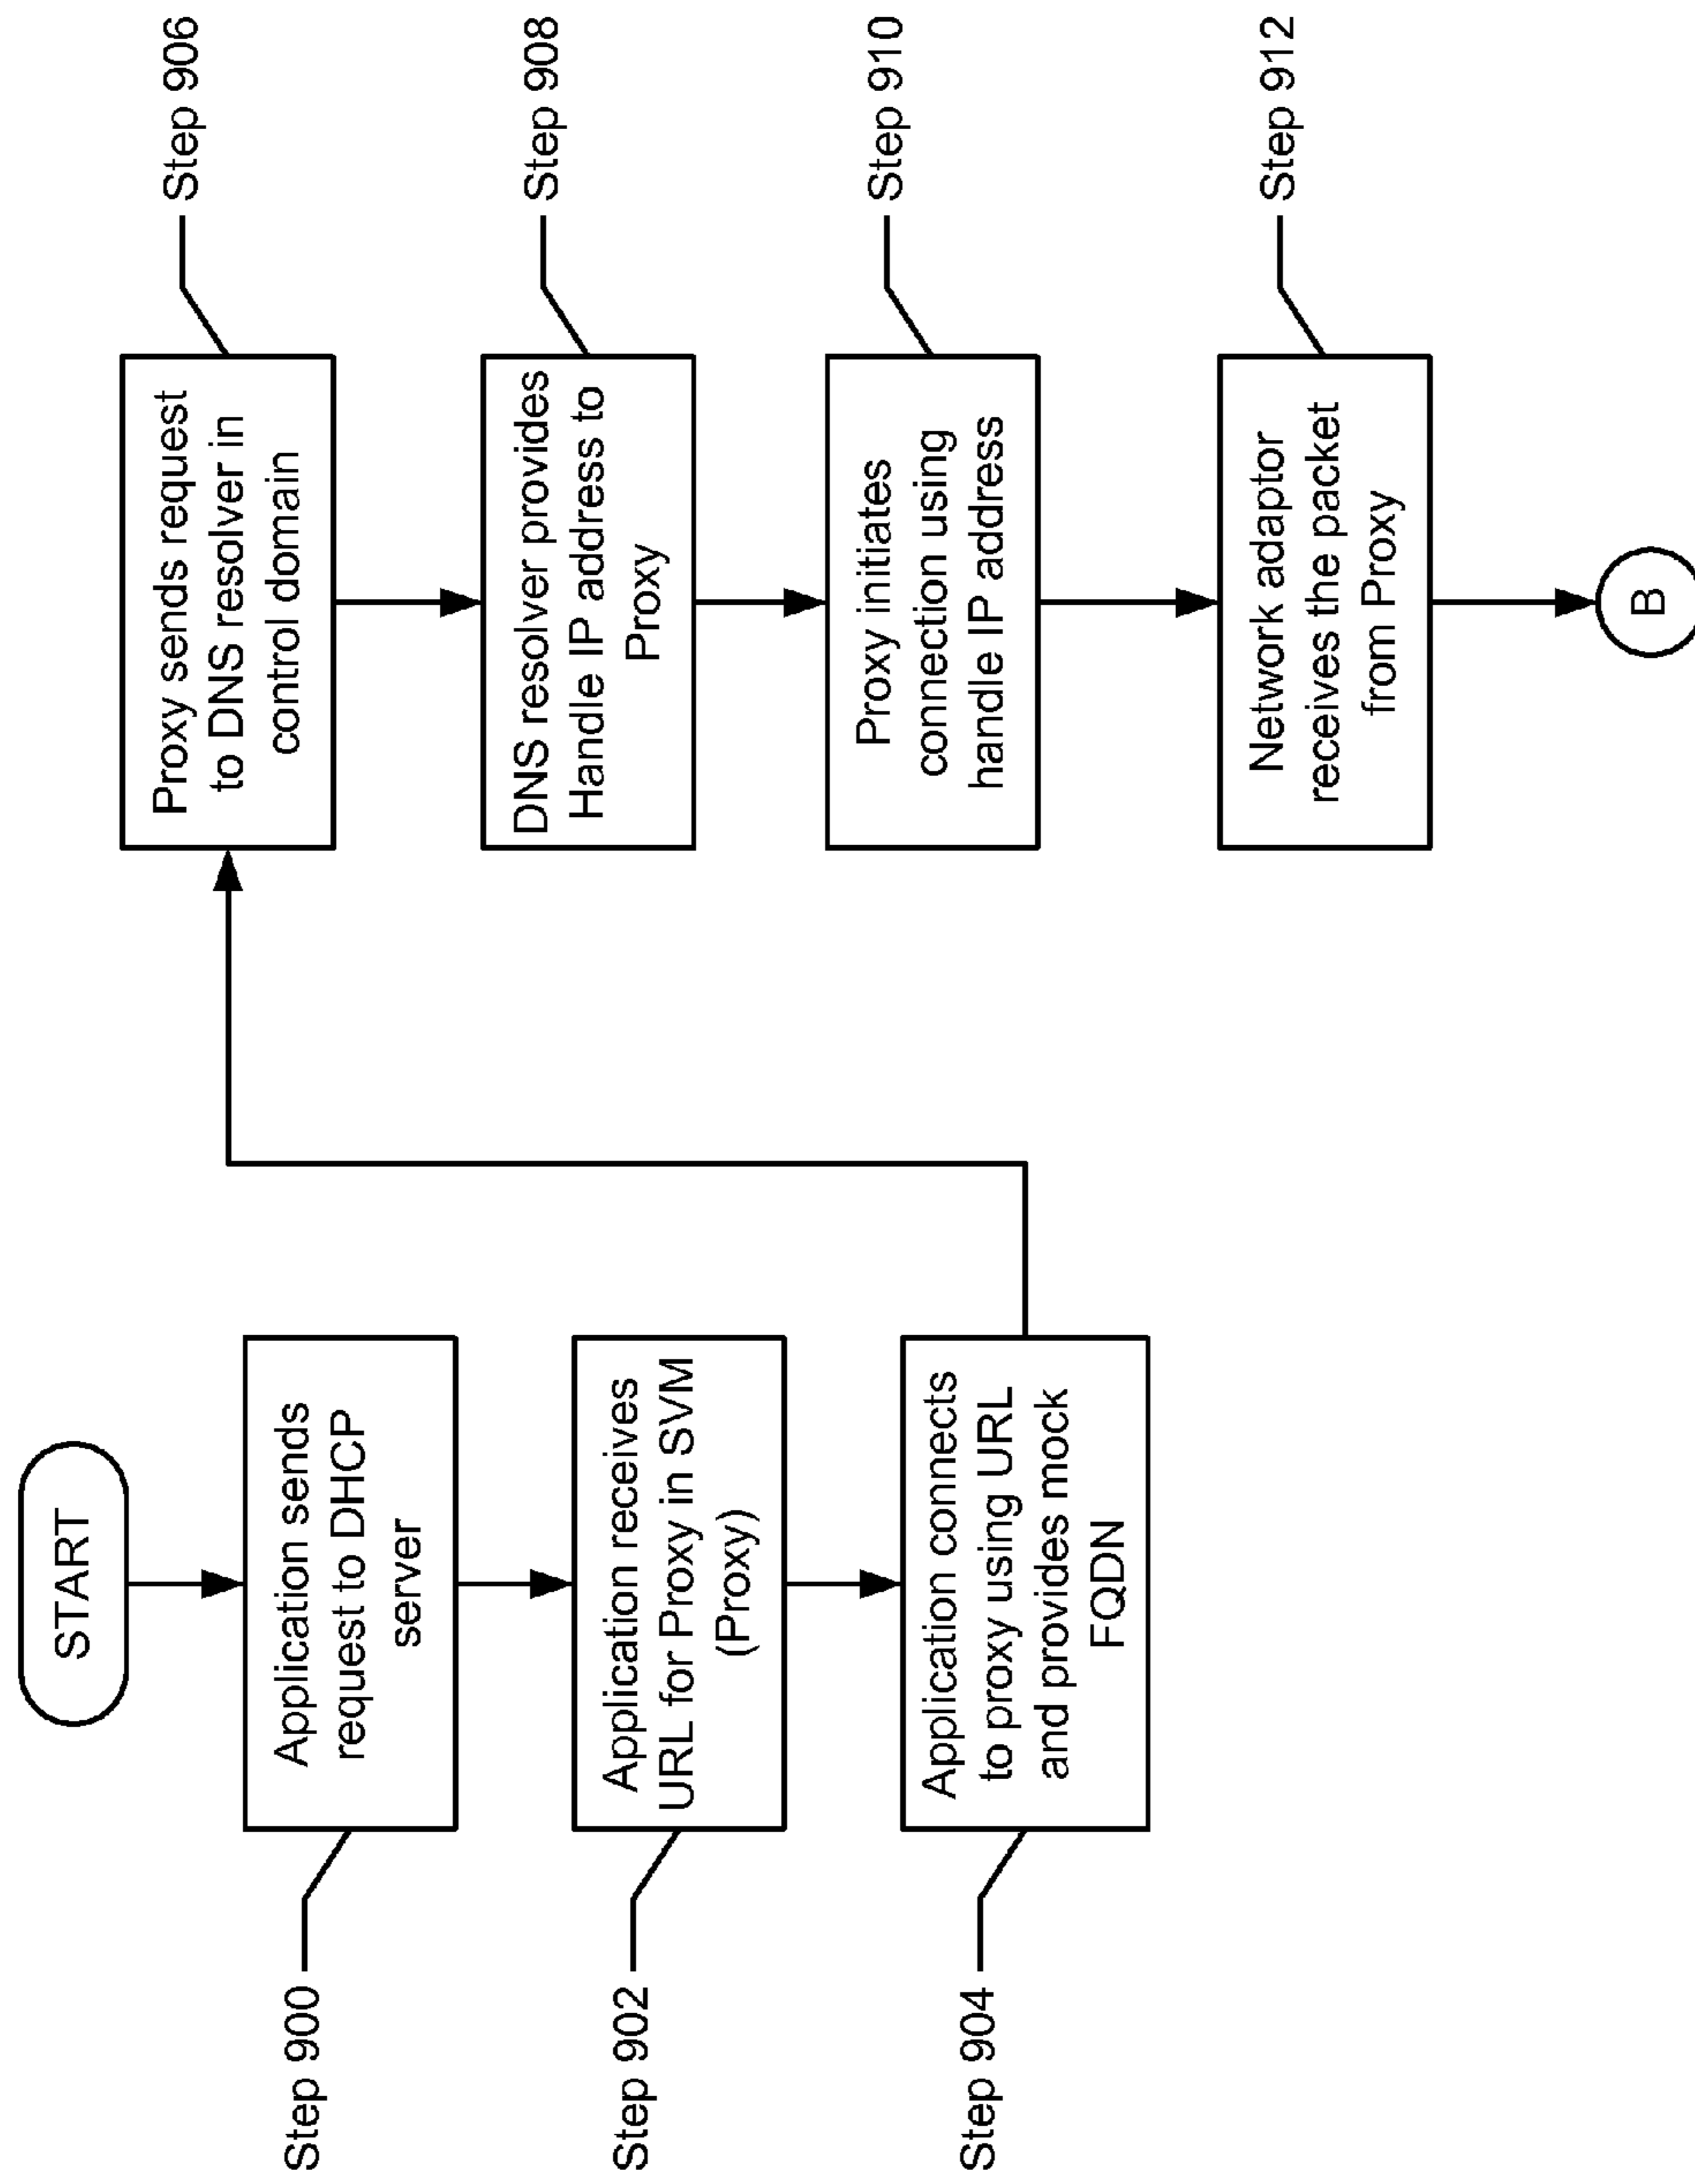 START
Step 900
Application sends
request to DHCP
server
Step 902
Application receives
URL for Proxy in SVM
(Proxy)
Step 904
Application connects
to proxy using URL
and provides mock
FQDN
Step 906
Proxy sends request
to DNS resolver in
control domain
Step 908
DNS resolver provides
Handle IP address to
Proxy
Step 910
Proxy initiates
connection using
handle IP address
Step 912
Network adaptor
receives the packet
from Proxy
B